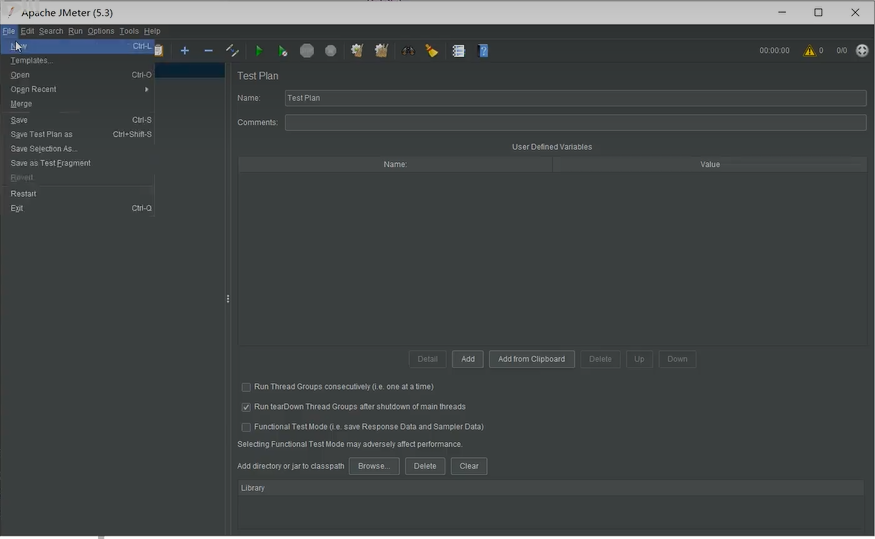 Apache JMeter (5.3)
File Edit Search Run Options Tools Help
New Ctrl-L
Templates...
Open Ctrl-O
Open Recent
Merge
Save Ctrl-S
Save Test Plan as Ctrl+Shift-S
Save Selection As...
Save as Test Fragment
Revert
Restart
Exit Ctrl-Q
00:00:00 0 0/0
Test Plan
Name: Test Plan
Comments:
User Defined Variables
Name: Value
Detail Add Add from Clipboard Delete Up Down
Run Thread Groups consecutively (i.e. one at a time)
Run tearDown Thread Groups after shutdown of main threads
Functional Test Mode (i.e. save Response Data and Sampler Data)
Selecting Functional Test Mode may adversely affect performance.
Add directory or jar to classpath Browse... Delete Clear
Library